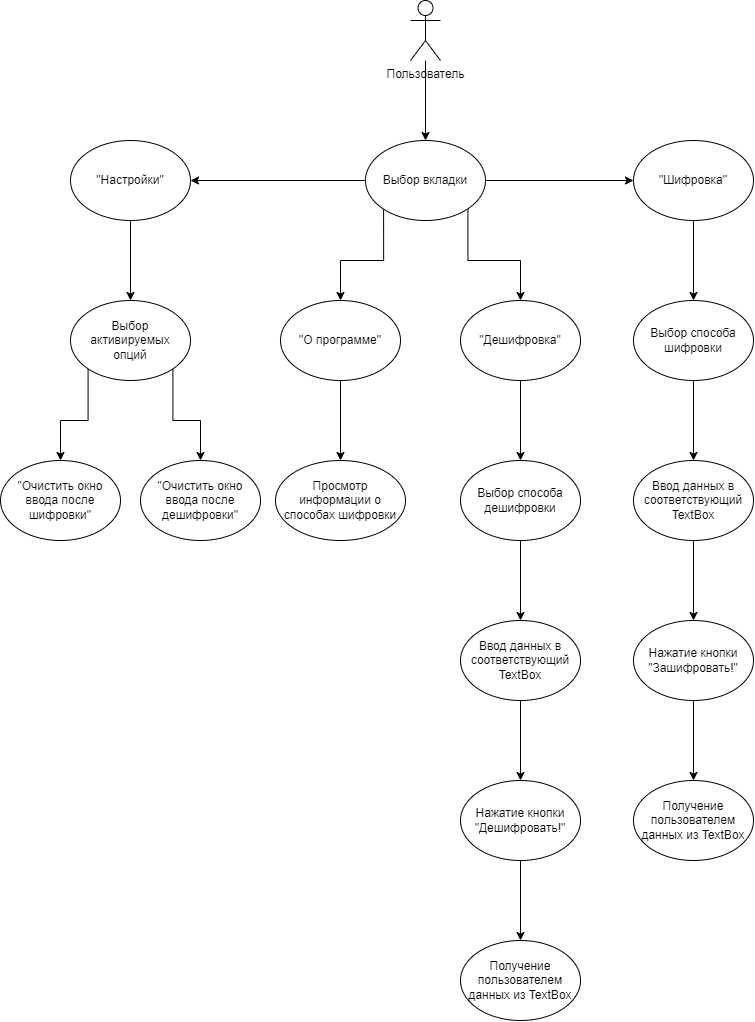 Пользователь
"Настройки"
Выбор вкладки
"Шифровка"
Выбор
активируемых
опций
"О программе"
"Дешифровка"
Выбор способа
шифровки
"Очистить окно
ввода после
шифровки"
"Очистить окно
ввода после
дешифровки"
Просмотр
информации о
способах шифровки
Выбор способа
дешифровки
Ввод данных в
соответствующий
TextBox
Ввод данных в
соответствующий
TextBox
Нажатие кнопки
"Зашифровать!"
Нажатие кнопки
"Дешифровать!"
Получение
пользователем
данных из TextBox
Получение
пользователем
данных из TextBox